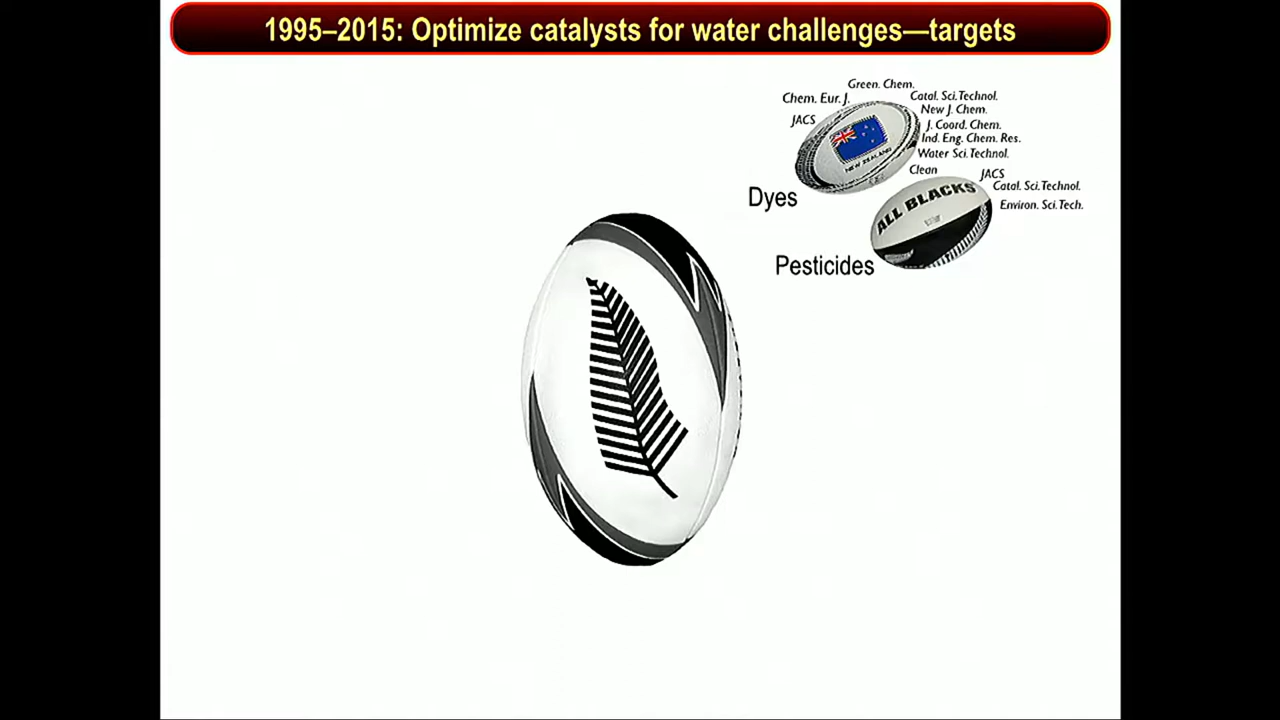 1995–2015: Optimize catalysts for water challenges—targets
Green. Chem.
Chem. Eur. J.
Catal. Sci. Technol.
New J. Chem.
JACS
J. Coord. Chem.
Ind. Eng. Chem. Res.
Water Sci. Technol.
NEW ZEALAND
Clean
Dyes
JACS
Catal. Sci. Technol.
Environ. Sci. Tech.
ALL BLACKS
Pesticides